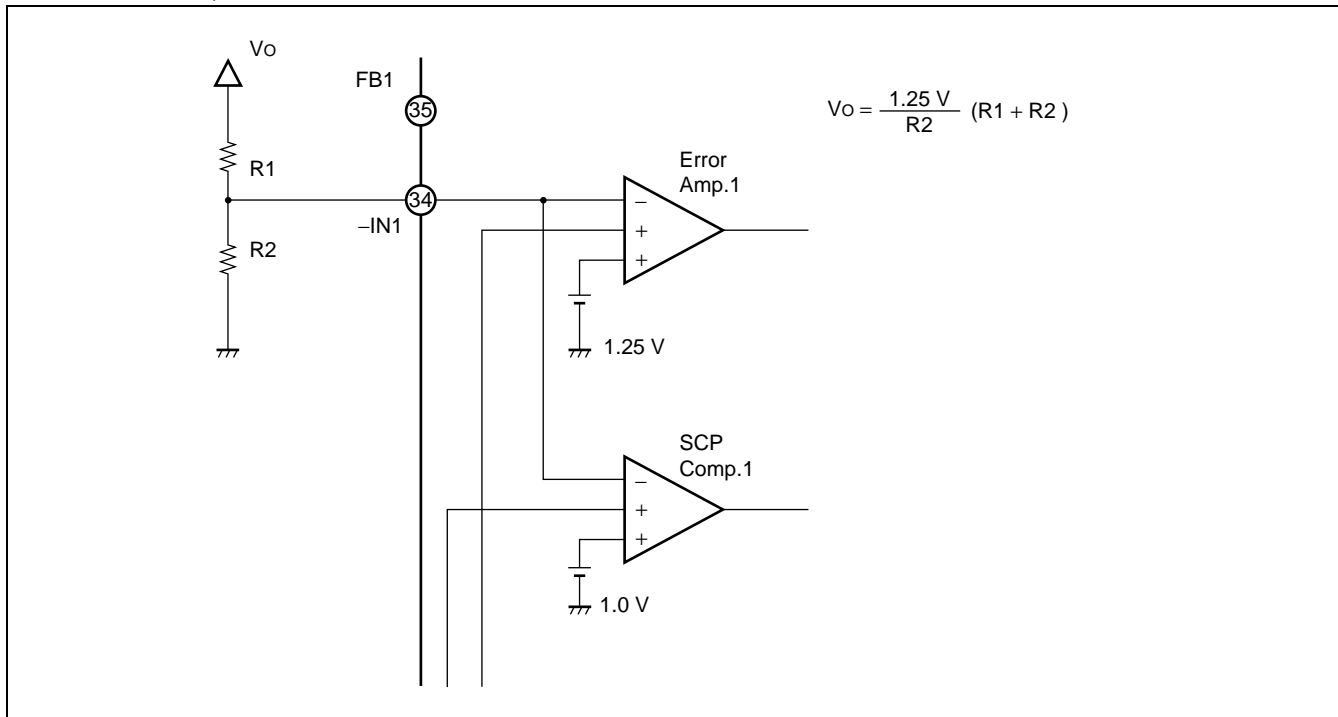 Vo
FB1
35
Vo = 1.25 V / R2 (R1 + R2 )
R1
Error
Amp.1
34
−IN1
−
+
+
R2
1.25 V
SCP
Comp.1
−
+
+
1.0 V